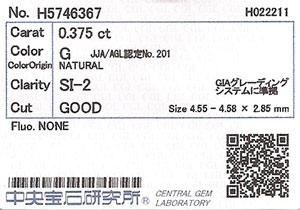 No. H5746367 H022211
Carat 0.375 ct
Color G JJA/AGL認定No.201
ColorOrigin NATURAL
Clarity SI-2 GIAグレーディング
システムに準拠
Cut GOOD Size 4.55 - 4.58 × 2.85 mm
Fluo. NONE
中央宝石研究所 CENTRAL GEM
LABORATORY